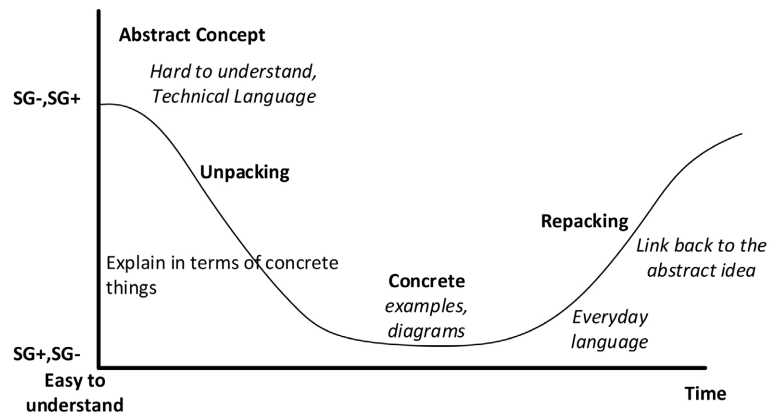 Abstract Concept
Hard to understand,
Technical Language
SG-,SG+
Unpacking
Repacking
Link back to the
abstract idea
Explain in terms of concrete
things
Concrete
examples,
diagrams
Everyday
language
SG+,SG-
Easy to
understand
Time